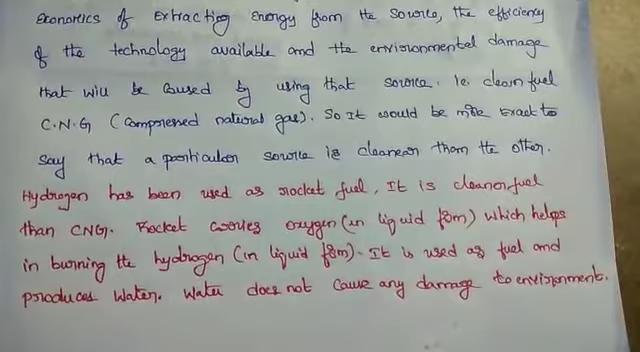 Economics of Extracting Energy from the Source, the efficiency
of the technology available and the environmental damage
that will be Caused by using that source. ie. clean fuel
C.N.G (Compressed natural gas). So It would be more Exact to
say that a particular source is cleanear than the other.
Hydrogen has been used as rocket fuel, It is cleaner fuel
than CNG. Rocket carries oxygen (in liquid form) which helps
in burning the hydrogen (in liquid form). It is used as fuel and
produces water. Water does not Cause any damage to environment.